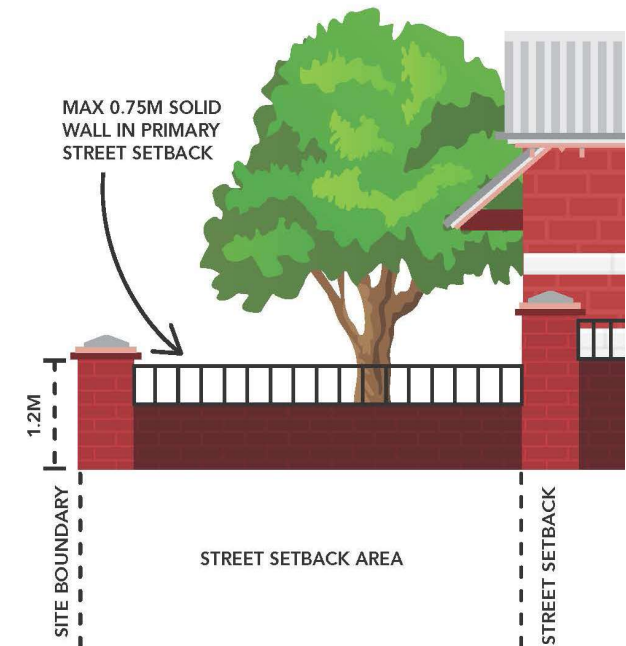 MAX 0.75M SOLID
WALL IN PRIMARY
STREET SETBACK
1.2M
SITE BOUNDARY
STREET SETBACK AREA
STREET SETBACK